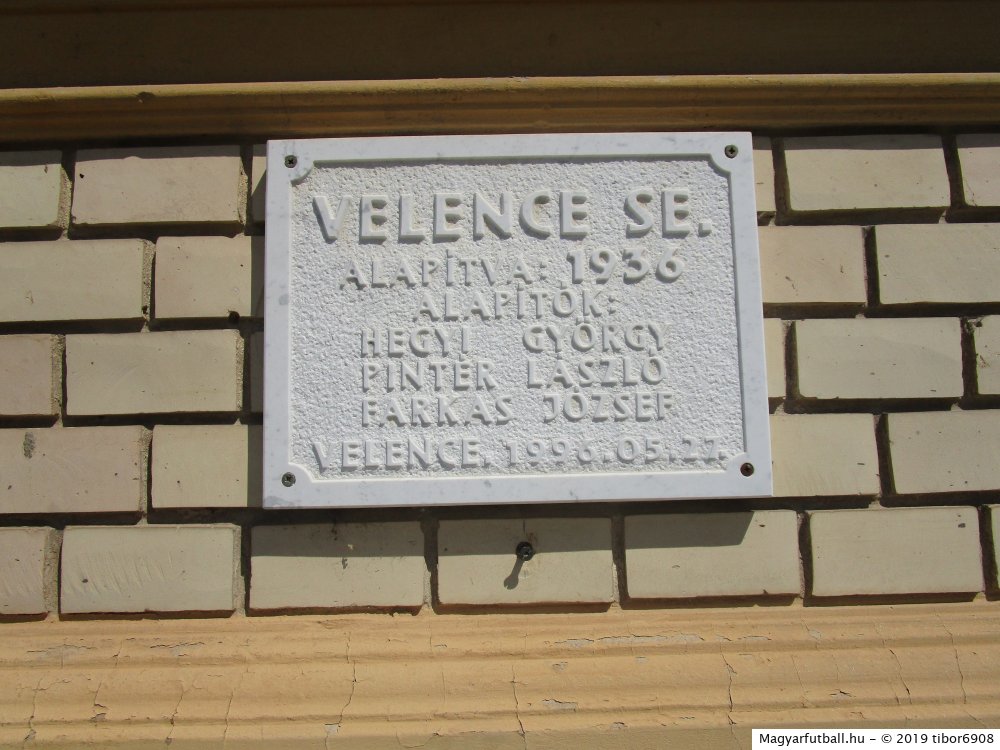 VELENCE SE.
ALAPÍTVA: 1936
ALAPÍTÓK:
HEGYI GYÖRGY
PINTÉR LÁSZLÓ
FARKAS JÓZSEF
VELENCE. 1996.05.27.
Magyarfutball.hu - © 2019 tibor6908